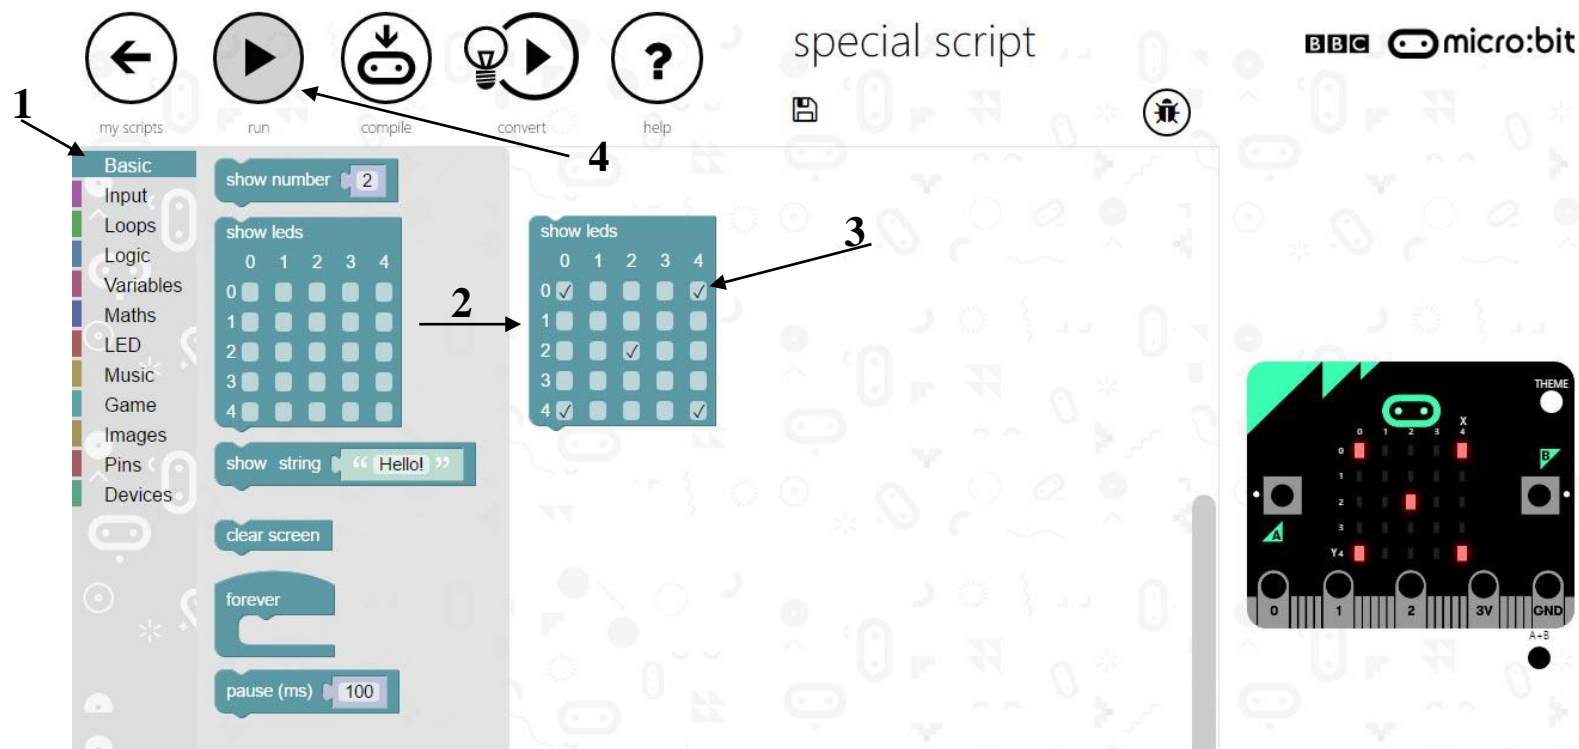 special script
BBC micro:bit
my scripts
run
compile
convert
help
1
2
3
4
Basic
Input
Loops
Logic
Variables
Maths
LED
Music
Game
Images
Pins
Devices
show number 2
show leds
0 1 2 3 4
0
1
2
3
4
show string “ Hello! ”
clear screen
forever
pause (ms) 100
show leds
0 1 2 3 4
0 ✓ ✓
1
2 ✓
3
4 ✓ ✓
THEME
X
0 1 2 3 4
0
1
2
3
Y 4
A
B
0 1 2 3V GND
A+B